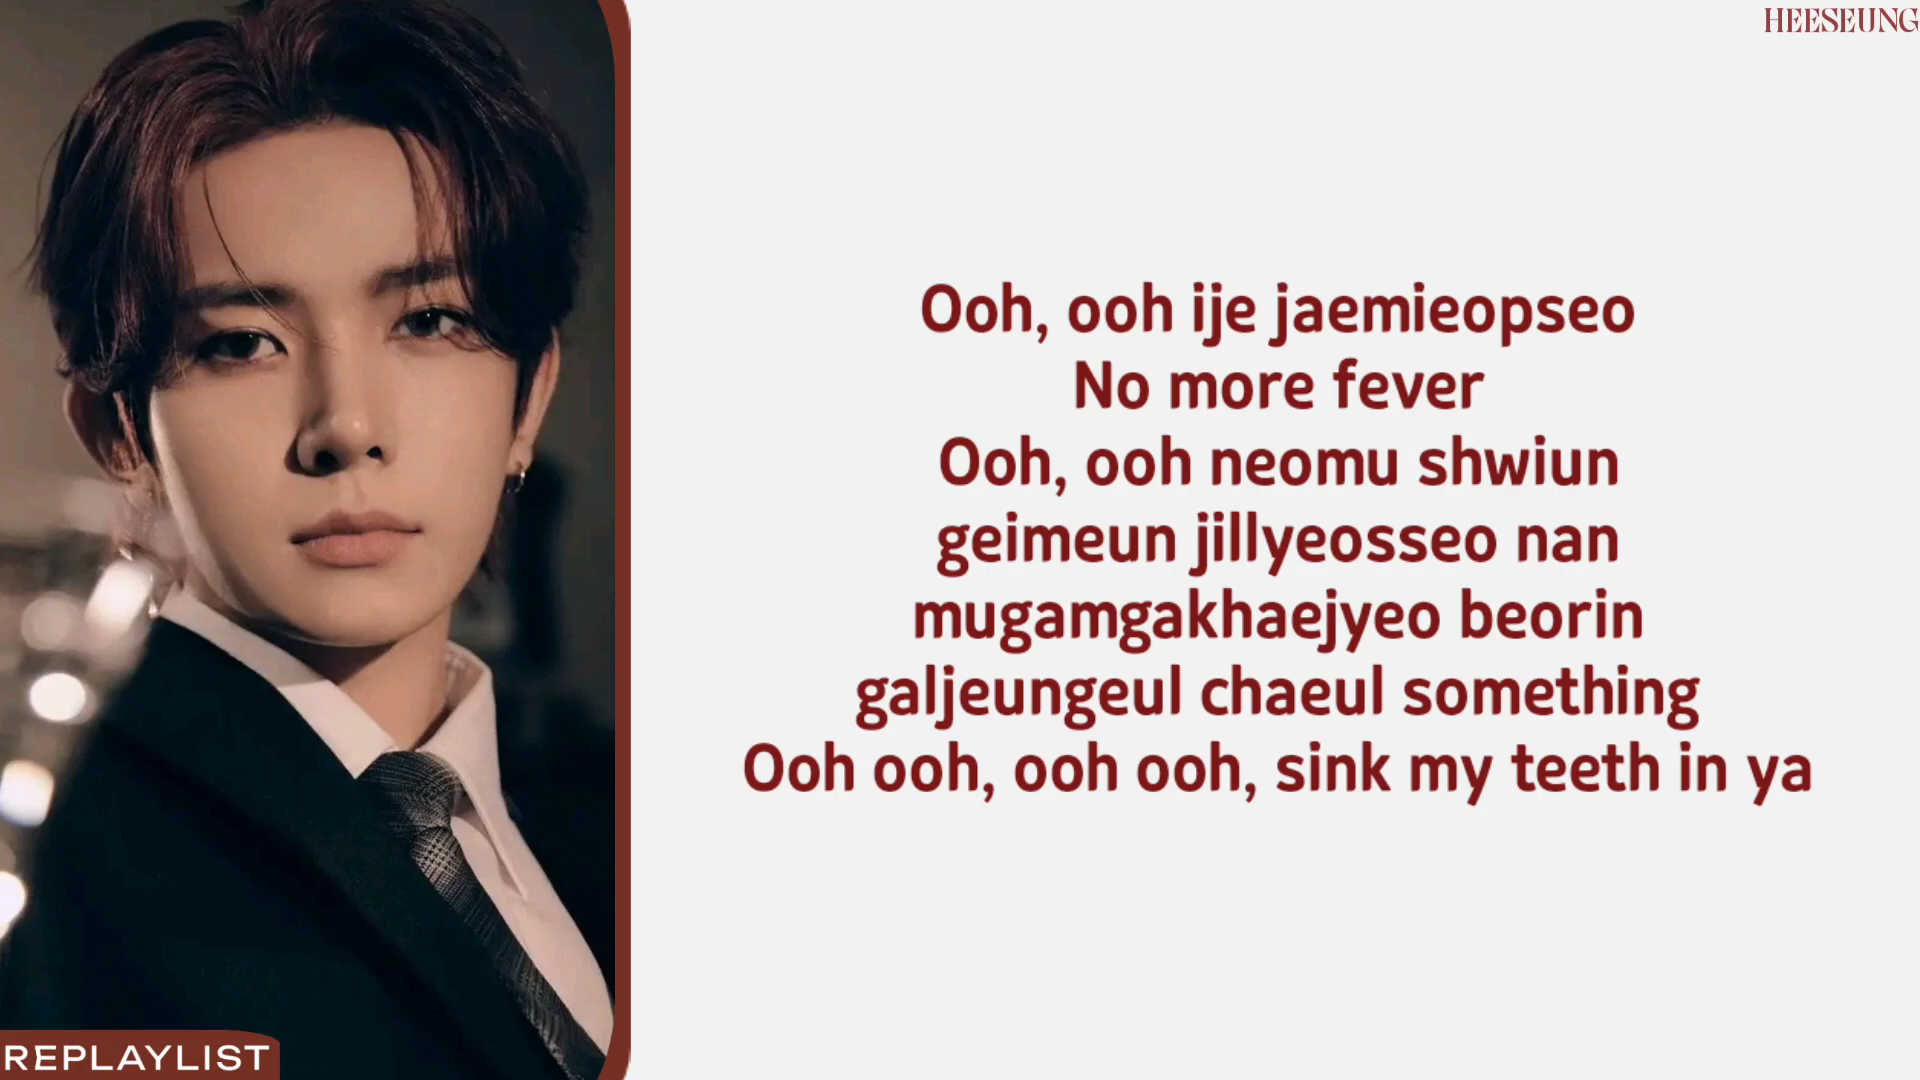 HEESEUNG
Ooh, ooh ije jaemieopseo
No more fever
Ooh, ooh neomu shwiun
geimeun jillyeosseo nan
mugamgakhaejyeo beorin
galjeungeul chaeul something
Ooh ooh, ooh ooh, sink my teeth in ya
REPLAYLIST